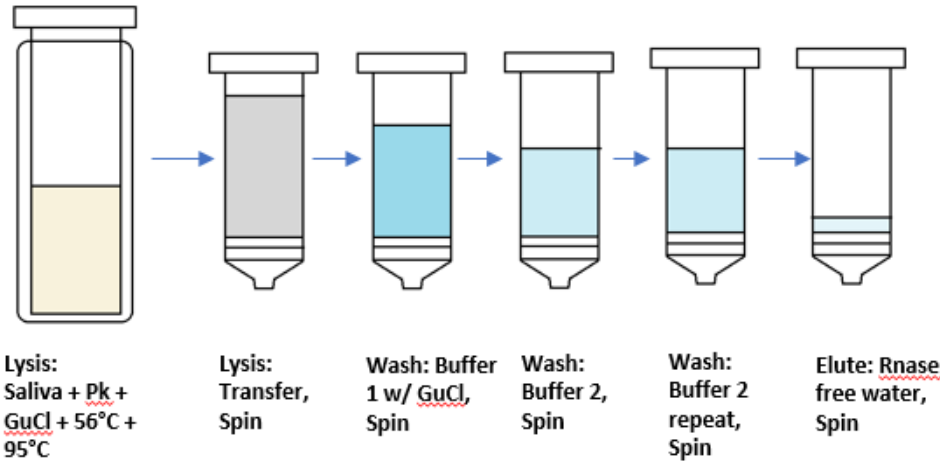 Lysis:
Saliva + Pk +
GuCl + 56°C +
95°C
Lysis:
Transfer,
Spin
Wash: Buffer
1 w/ GuCl,
Spin
Wash:
Buffer 2,
Spin
Wash:
Buffer 2
repeat,
Spin
Elute: Rnase
free water,
Spin